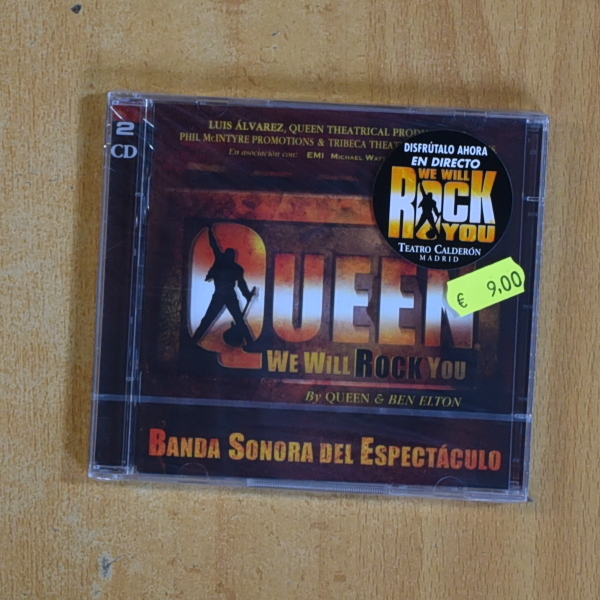 2
CD
LUIS ÁLVAREZ, QUEEN THEATRICAL
PHIL McINTYRE PROMOTIONS & TRIBECA
En asociación con: EMI MICHAEL
DISFRÚTALO AHORA
EN DIRECTO
WE WILL
ROCK
YOU
TEATRO CALDERÓN
MADRID
€ 9,00
QUEEN
WE WILL ROCK YOU
By QUEEN & BEN ELTON
BANDA SONORA DEL ESPECTÁCULO